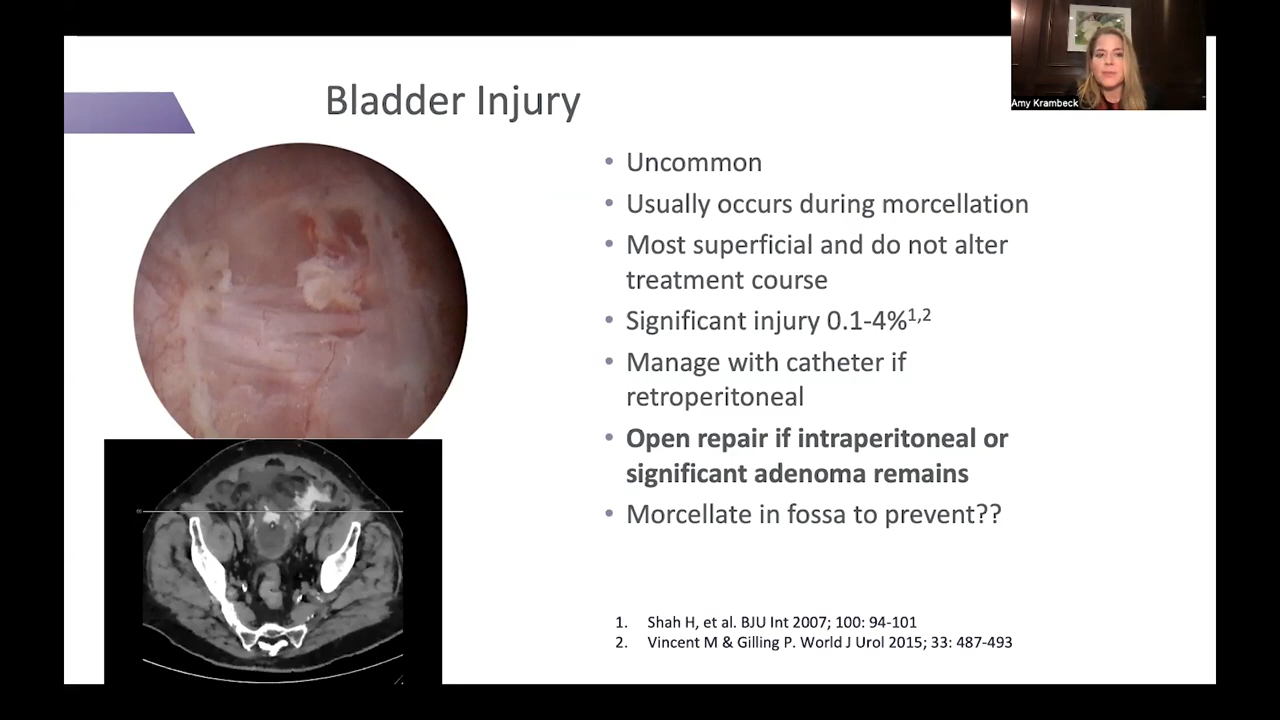 Amy Krambeck
Bladder Injury
• Uncommon
• Usually occurs during morcellation
• Most superficial and do not alter
treatment course
• Significant injury 0.1-4%1,2
• Manage with catheter if
retroperitoneal
• Open repair if intraperitoneal or
significant adenoma remains
• Morcellate in fossa to prevent??
1. Shah H, et al. BJU Int 2007; 100: 94-101
2. Vincent M & Gilling P. World J Urol 2015; 33: 487-493